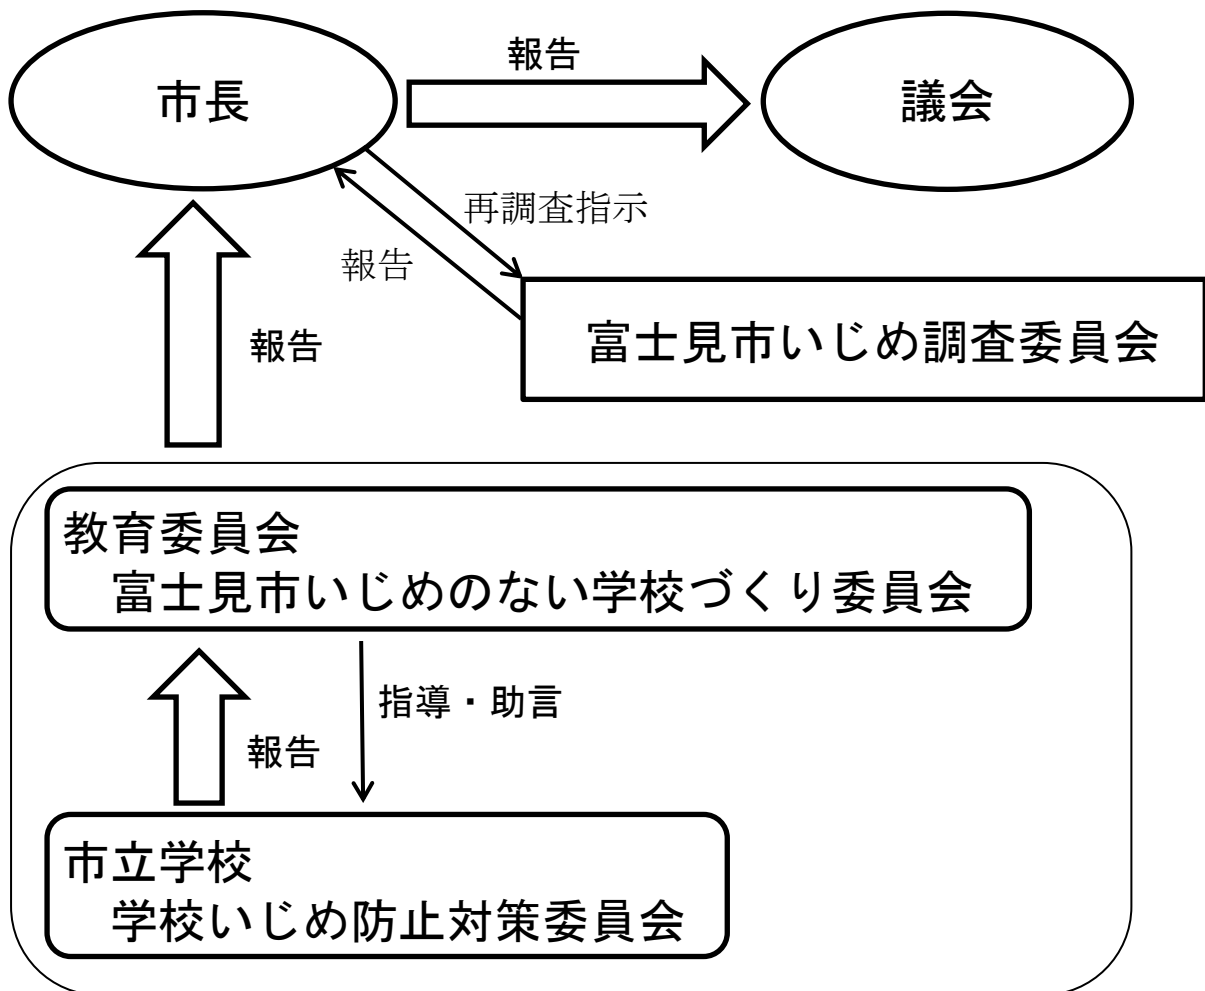 報告
市長
議会
再調査指示
報告
富士見市いじめ調査委員会
報告
教育委員会
富士見市いじめのない学校づくり委員会
指導・助言
報告
市立学校
学校いじめ防止対策委員会